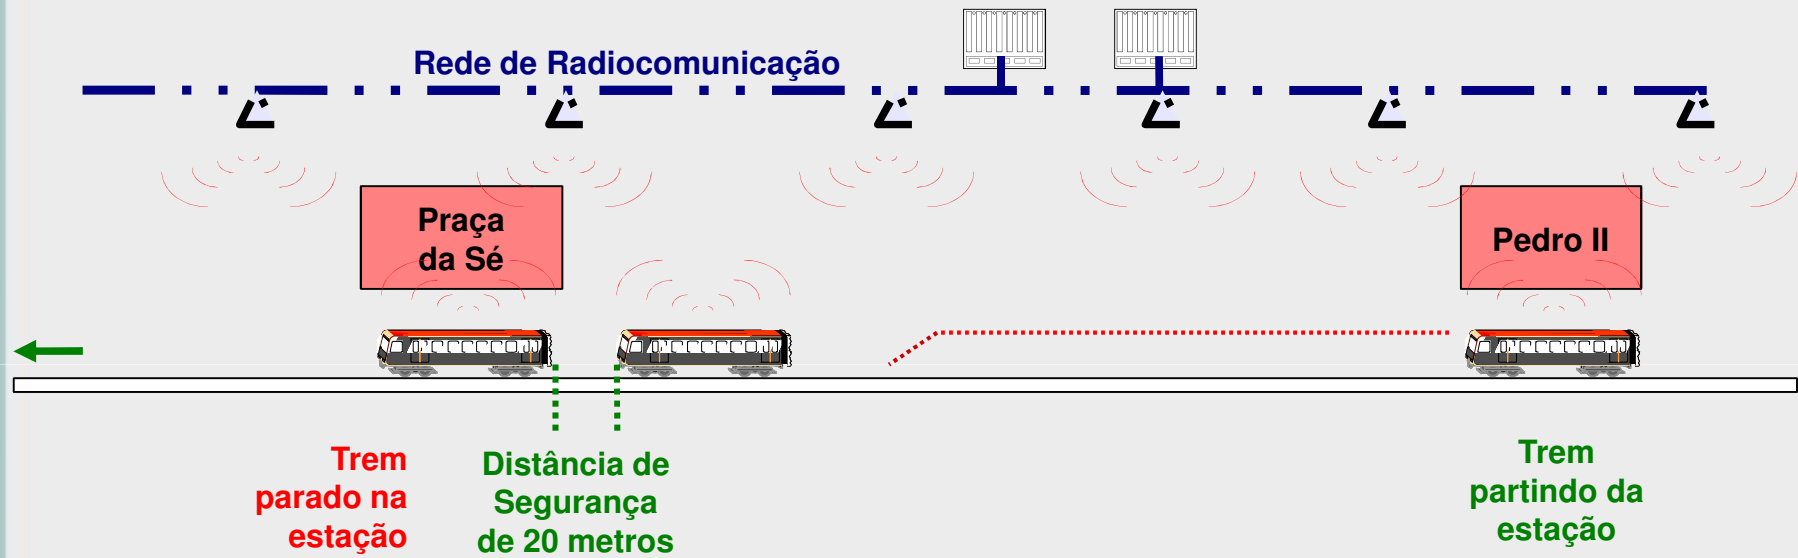 Rede de Radiocomunicação
Praça
da Sé
Pedro II
Trem
parado na
estação
Distância de
Segurança
de 20 metros
Trem
partindo da
estação